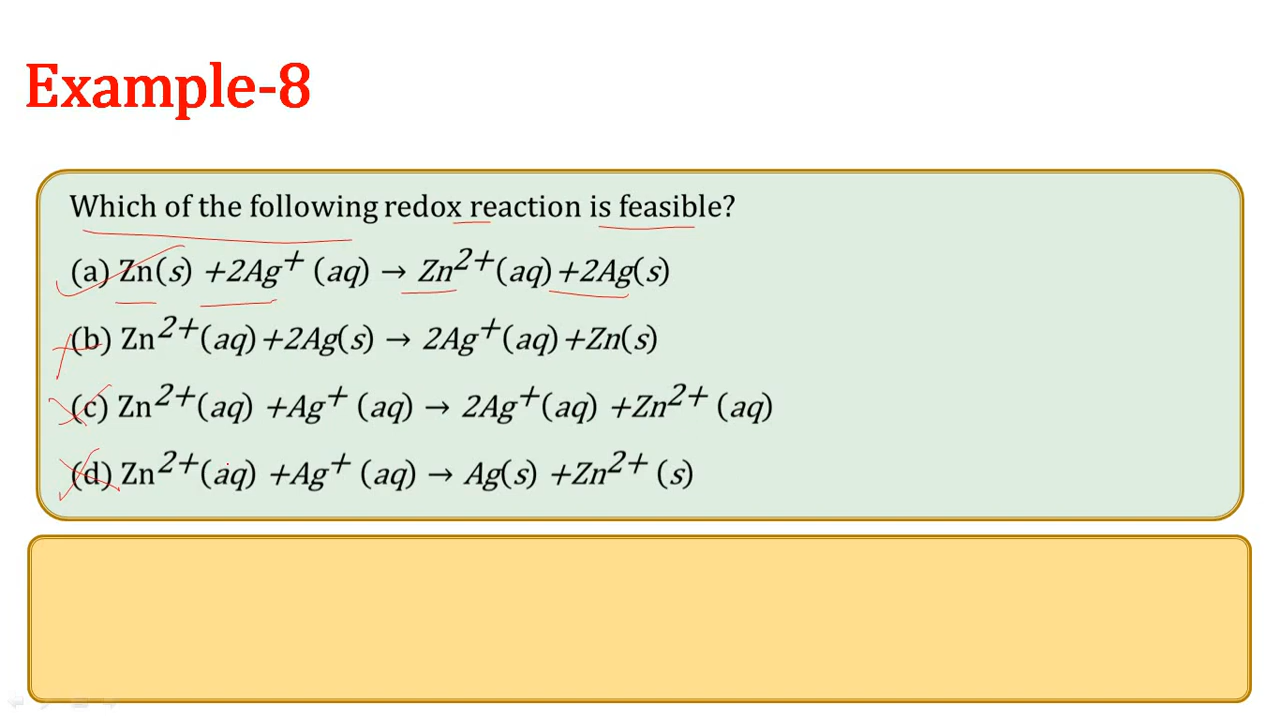 Example-8
Which of the following redox reaction is feasible?
(a) Zn(s) +2Ag⁺ (aq) → Zn²⁺(aq)+2Ag(s)
(b) Zn²⁺(aq)+2Ag(s) → 2Ag⁺(aq)+Zn(s)
(c) Zn²⁺(aq) +Ag⁺ (aq) → 2Ag⁺(aq) +Zn²⁺ (aq)
(d) Zn²⁺(aq) +Ag⁺ (aq) → Ag(s) +Zn²⁺ (s)